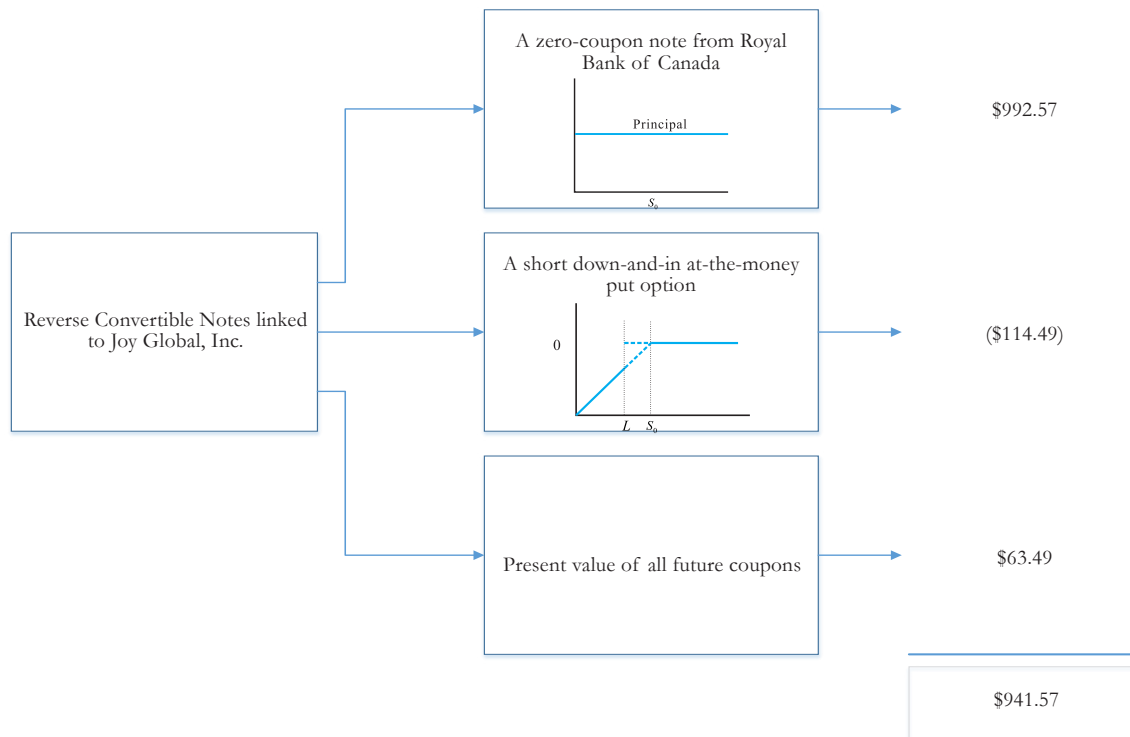 A zero-coupon note from Royal
Bank of Canada
Principal
S₀
$992.57
Reverse Convertible Notes linked
to Joy Global, Inc.
A short down-and-in at-the-money
put option
0
L S₀
($114.49)
Present value of all future coupons
$63.49
$941.57